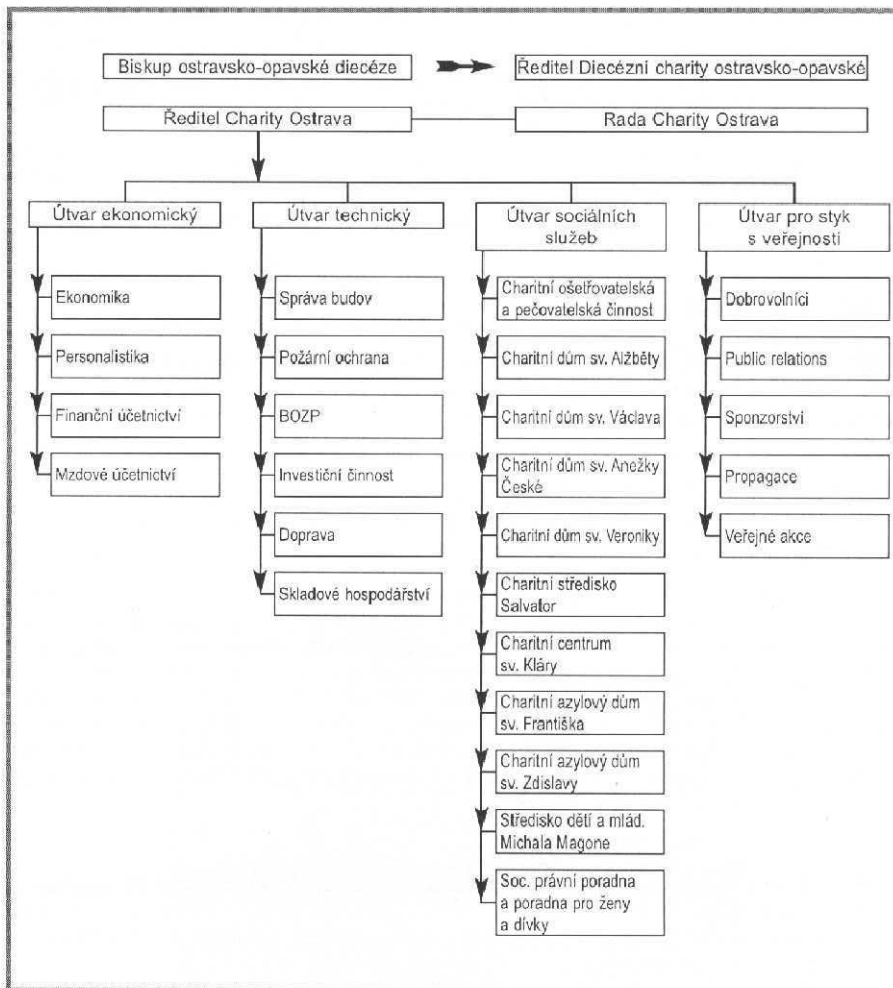 Biskup ostravsko-opavské diecéze
Ředitel Diecézní charity ostravsko-opavské
Ředitel Charity Ostrava
Rada Charity Ostrava
Útvar ekonomický
Ekonomika
Personalistika
Finanční účetnictví
Mzdové účetnictví
Útvar technický
Správa budov
Požární ochrana
BOZP
Investiční činnost
Doprava
Skladové hospodářství
Útvar sociálních
služeb
Charitní ošetřovatelská
a pečovatelská činnost
Charitní dům sv. Alžběty
Charitní dům sv. Václava
Charitní dům sv. Anežky
České
Charitní dům sv. Veroniky
Charitní středisko
Salvator
Charitní centrum
sv. Kláry
Charitní azylový dům
sv. Františka
Charitní azylový dům
sv. Zdislavy
Středisko dětí a mlád.
Michala Magone
Soc. právní poradna
a poradna pro ženy
a dívky
Útvar pro styk
s veřejností
Dobrovolníci
Public relations
Sponzorství
Propagace
Veřejné akce